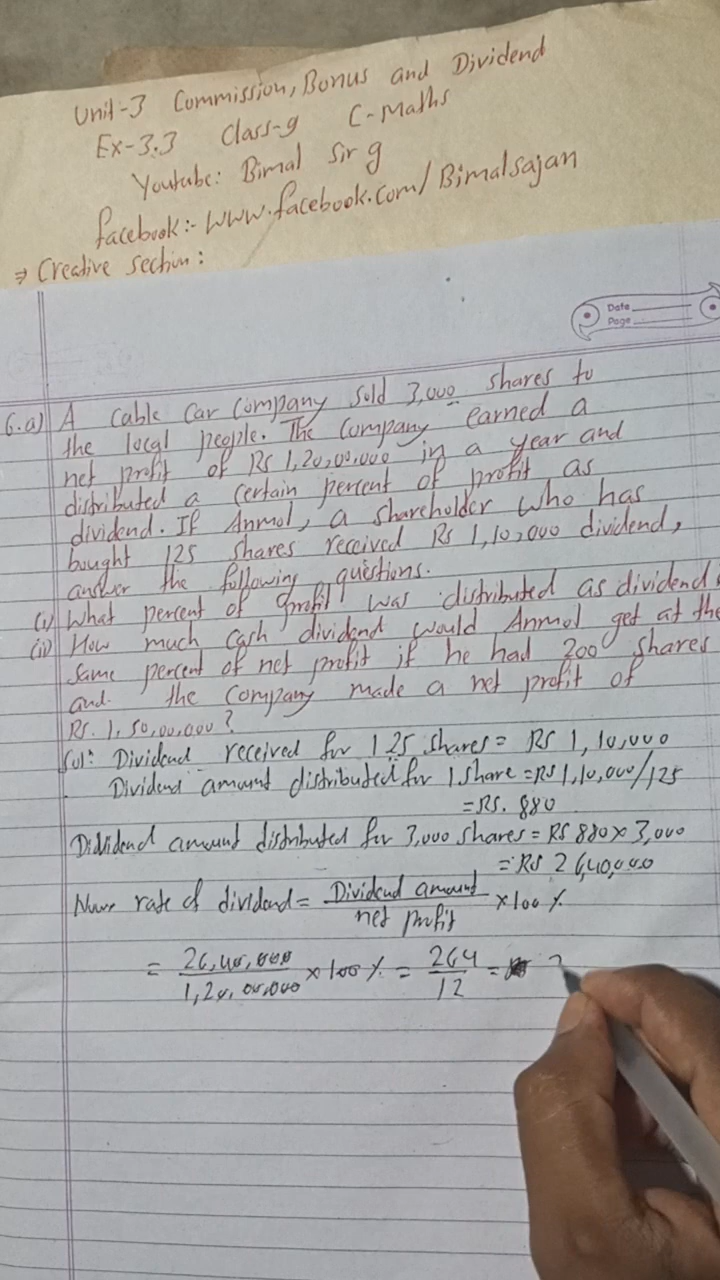 Unit-3 Commission, Bonus and Dividend
Ex-3.3 Class-9 C-Maths
Youtube: Bimal Sir g
facebook:- www.facebook.com/Bimalsajan
⇒ Creative section:
Date
Page
6.a) A cable car company sold 3,000 shares to
the local people. The company earned a
net profit of Rs 1,20,00,000 in a year and
distributed a certain percent of profit as
dividend. If Anmol, a shareholder who has
bought 125 shares received Rs 1,10,000 dividend,
answer the following questions.
(i) What percent of profit was distributed as dividend
(ii) How much cash dividend would Anmol get at the
same percent of net profit if he had 200 shares
and the company made a net profit of
Rs. 1,50,00,000?
Sol: Dividend received for 125 shares = Rs 1,10,000
Dividend amount distributed for 1 share = Rs 1,10,000/125
= Rs. 880
Dividend amount distributed for 3,000 shares = Rs 880 × 3,000
= Rs 26,40,000
Now rate of dividend = Dividend amount / net profit × 100 %
= 26,40,000 / 1,20,00,000 × 100 % = 264 / 12 =